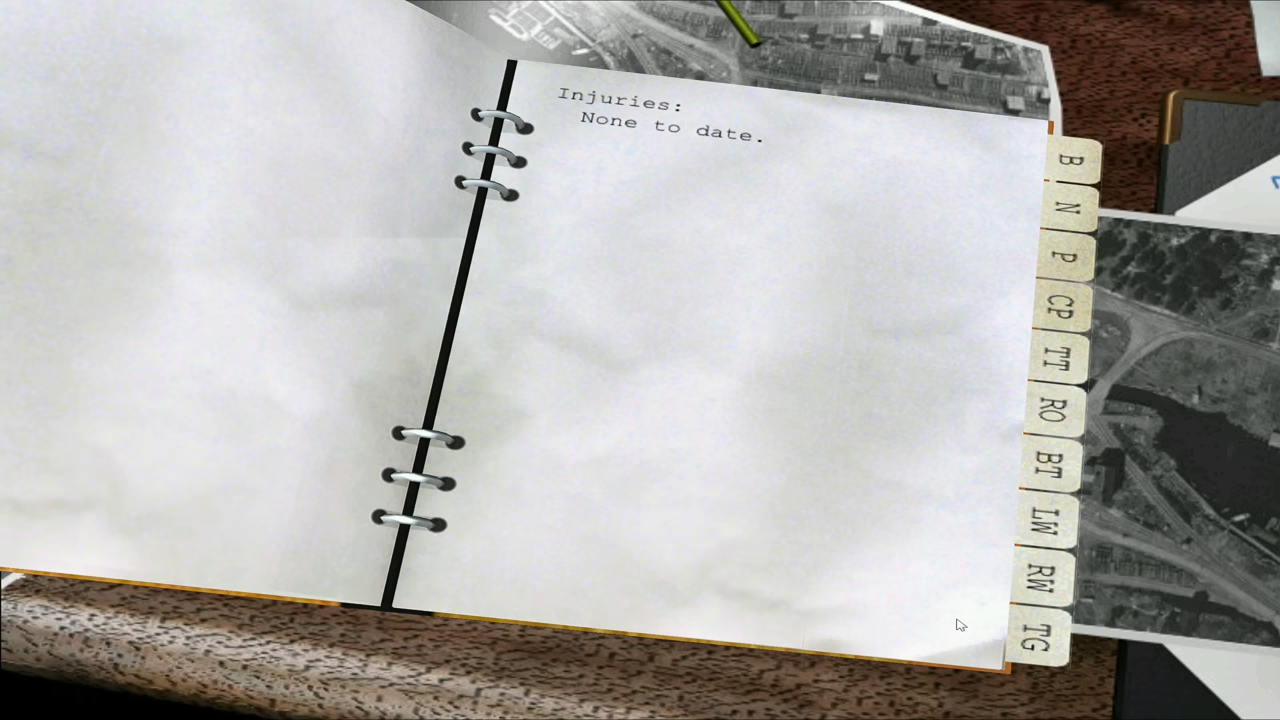 Injuries:
None to date.
B
N
P
CP
TT
RO
BT
LW
RW
TG